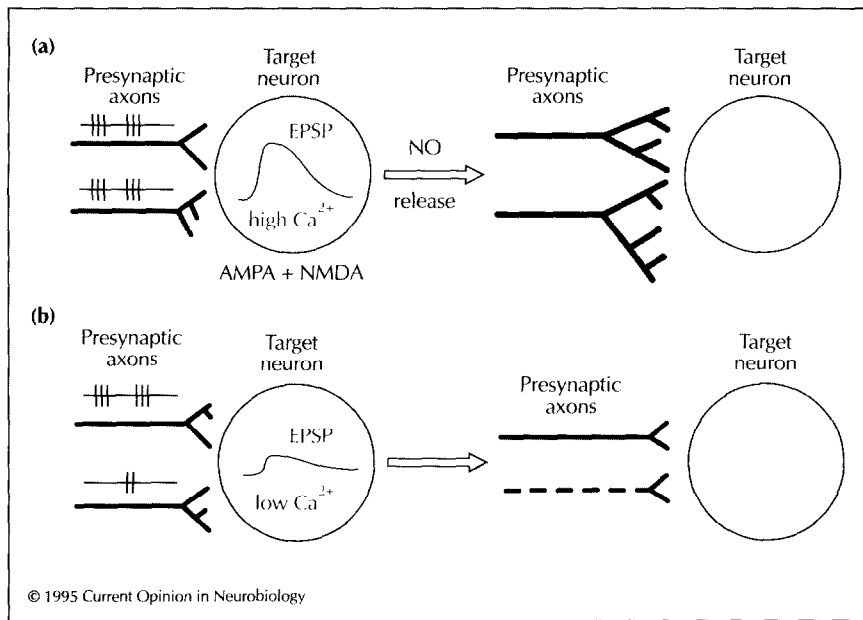 (a)
Presynaptic
axons
Target
neuron
EPSP
high Ca²⁺
AMPA + NMDA
NO
release
Presynaptic
axons
Target
neuron
(b)
Presynaptic
axons
Target
neuron
EPSP
low Ca²⁺
Presynaptic
axons
Target
neuron
© 1995 Current Opinion in Neurobiology